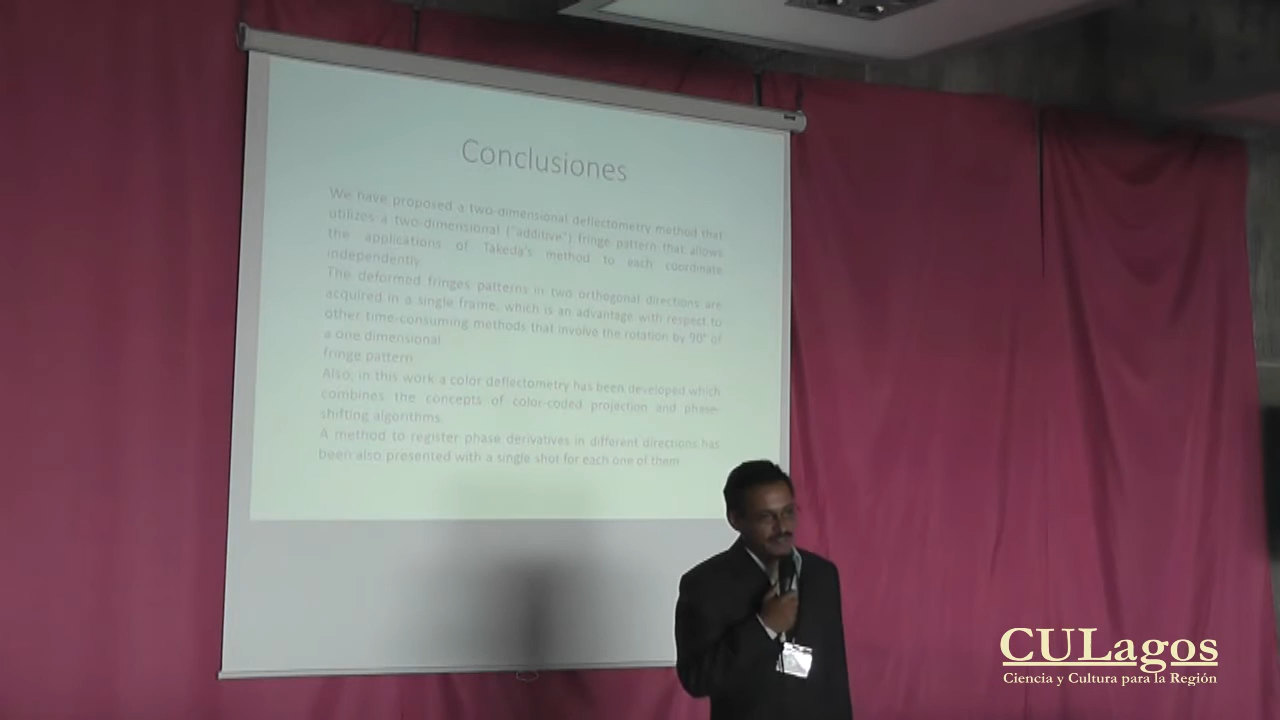 Conclusiones
We have proposed a two-dimensional deflectometry method that
utilizes a two-dimensional ("additive") fringe pattern that allows
the applications of Takeda's method to each coordinate
independently.
The deformed fringes patterns in two orthogonal directions are
acquired in a single frame, which is an advantage with respect to
other time-consuming methods that involve the rotation by 90° of
a one dimensional
fringe pattern.
Also, in this work a color deflectometry has been developed which
combines the concepts of color-coded projection and phase-
shifting algorithms.
A method to register phase derivatives in different directions has
been also presented with a single shot for each one of them.
CULagos
Ciencia y Cultura para la Región